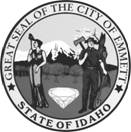 GREAT SEAL OF THE CITY OF EMMETT
STATE OF IDAHO